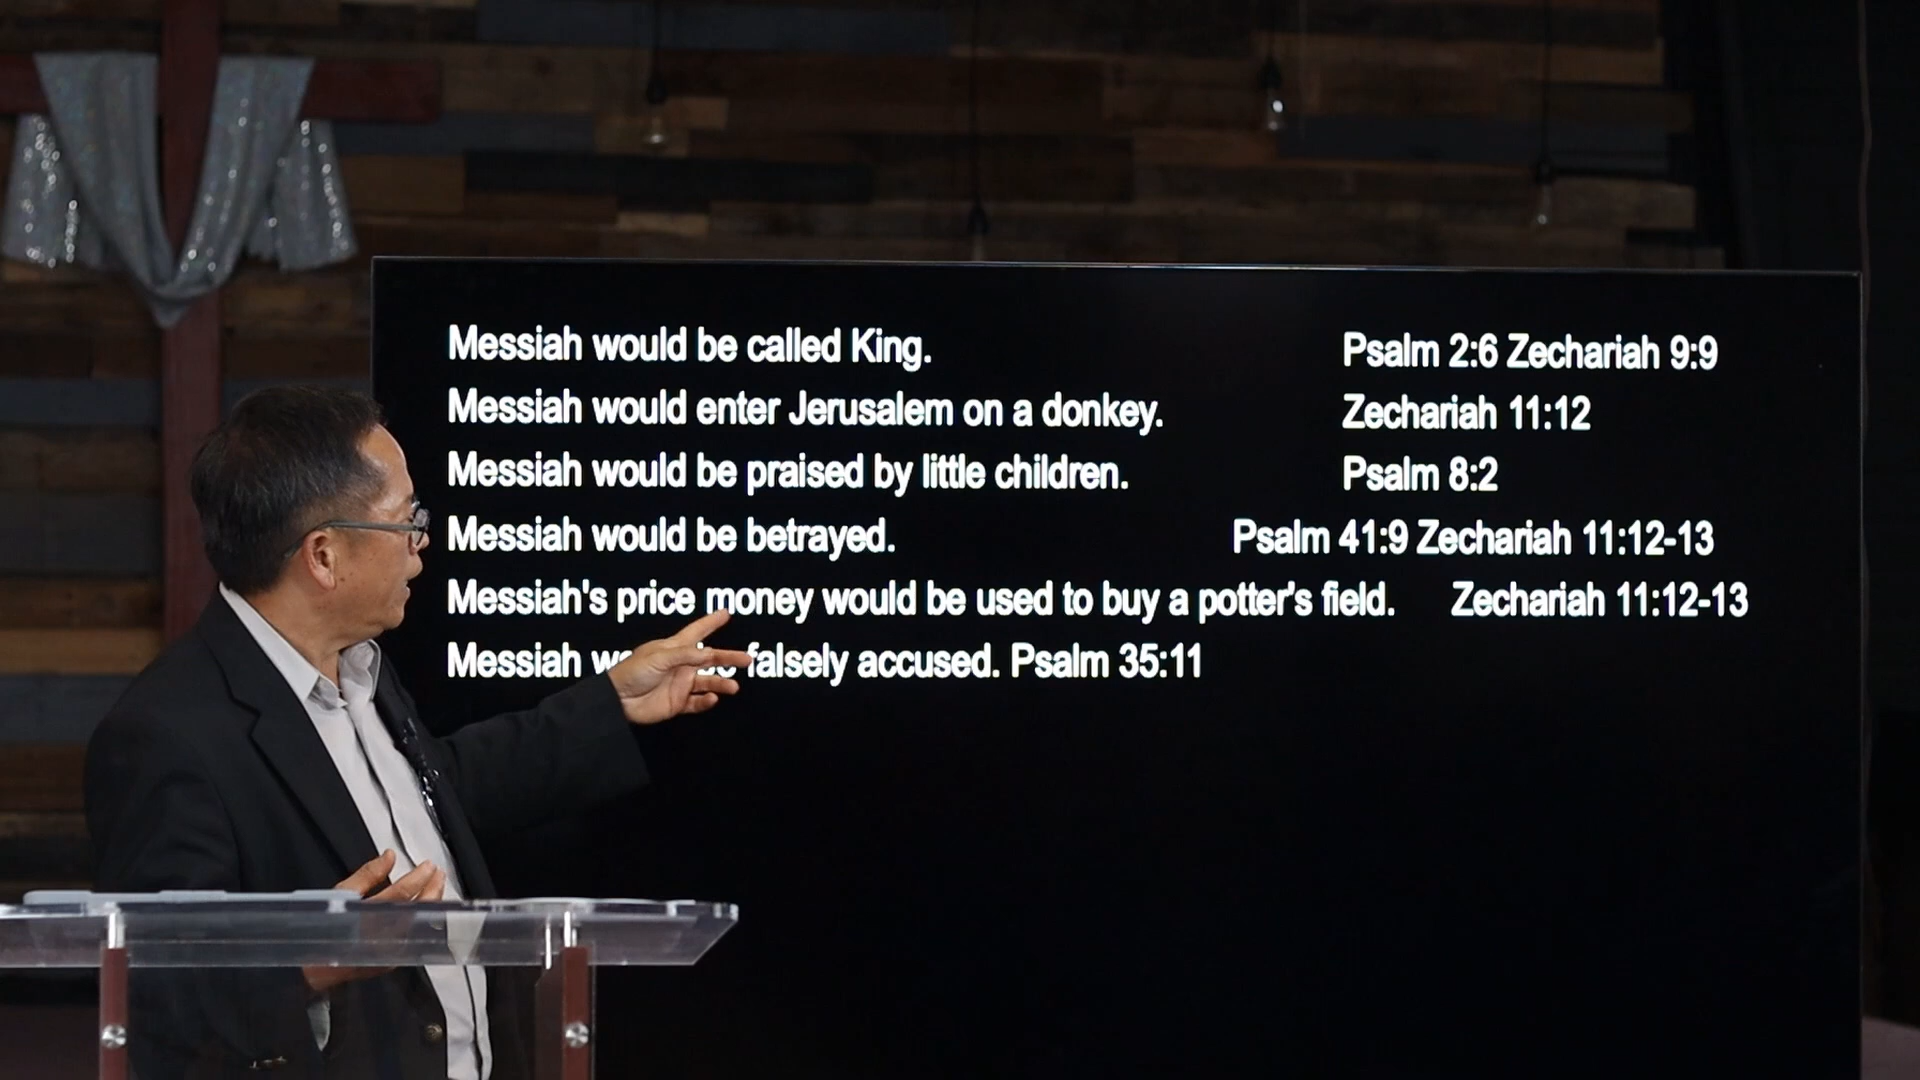 Messiah would be called King. Psalm 2:6 Zechariah 9:9
Messiah would enter Jerusalem on a donkey. Zechariah 11:12
Messiah would be praised by little children. Psalm 8:2
Messiah would be betrayed. Psalm 41:9 Zechariah 11:12-13
Messiah's price money would be used to buy a potter's field. Zechariah 11:12-13
Messiah be falsely accused. Psalm 35:11